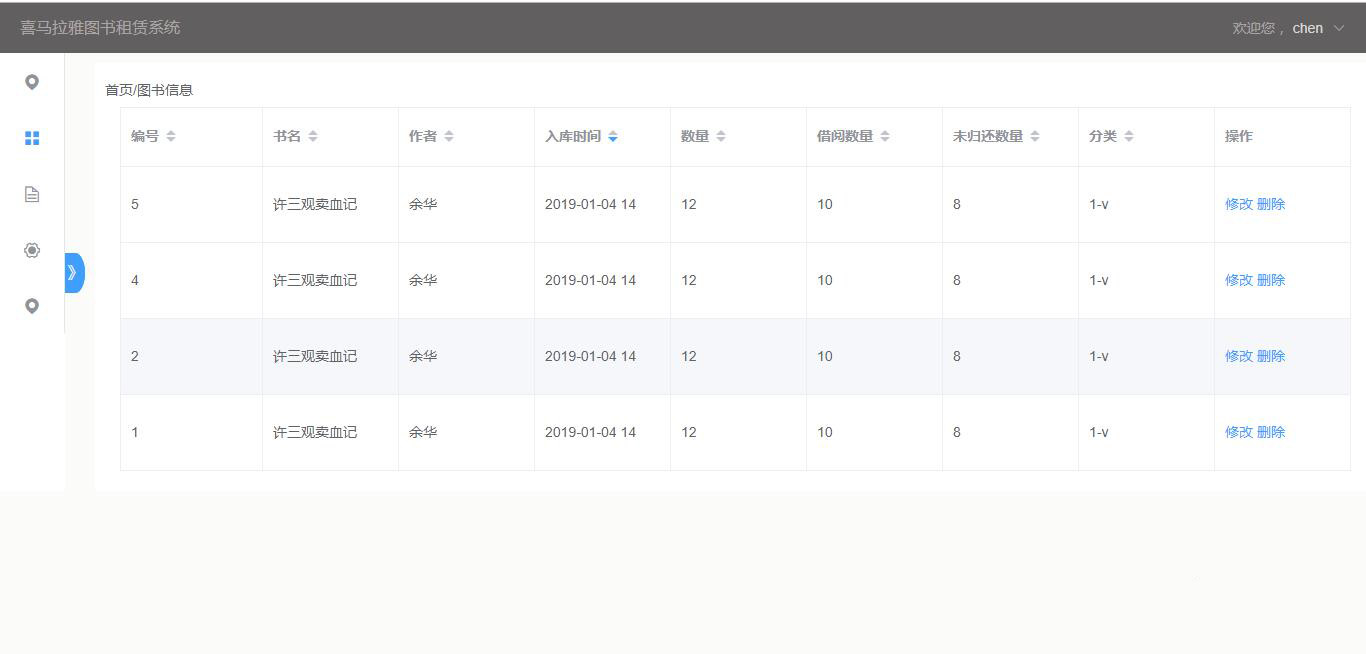 喜马拉雅图书租赁系统 欢迎您， chen
首页/图书信息
编号 书名 作者 入库时间 数量 借阅数量 未归还数量 分类 操作
5 许三观卖血记 余华 2019-01-04 14 12 10 8 1-v 修改 删除
4 许三观卖血记 余华 2019-01-04 14 12 10 8 1-v 修改 删除
2 许三观卖血记 余华 2019-01-04 14 12 10 8 1-v 修改 删除
1 许三观卖血记 余华 2019-01-04 14 12 10 8 1-v 修改 删除